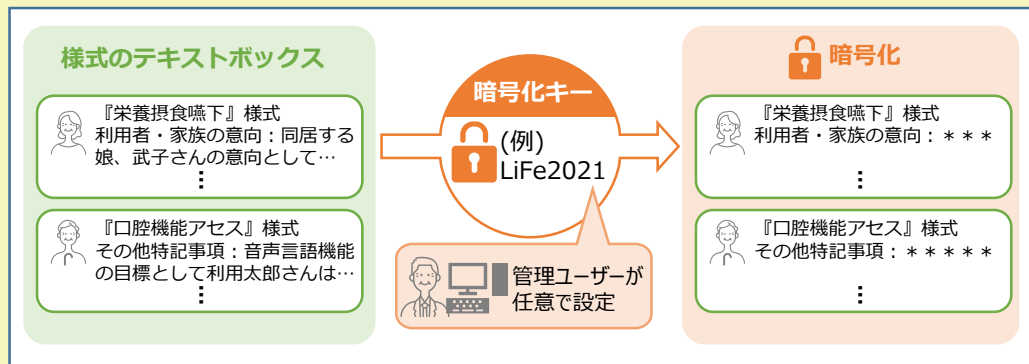 様式のテキストボックス
『栄養摂食嚥下』様式
利用者・家族の意向：同居する
娘、武子さんの意向として…
⋮
『口腔機能アセス』様式
その他特記事項：音声言語機能
の目標として利用太郎さんは…
⋮
暗号化キー
(例)
LiFe2021
管理ユーザーが
任意で設定
暗号化
『栄養摂食嚥下』様式
利用者・家族の意向：＊＊＊
⋮
『口腔機能アセス』様式
その他特記事項：＊＊＊＊＊
⋮